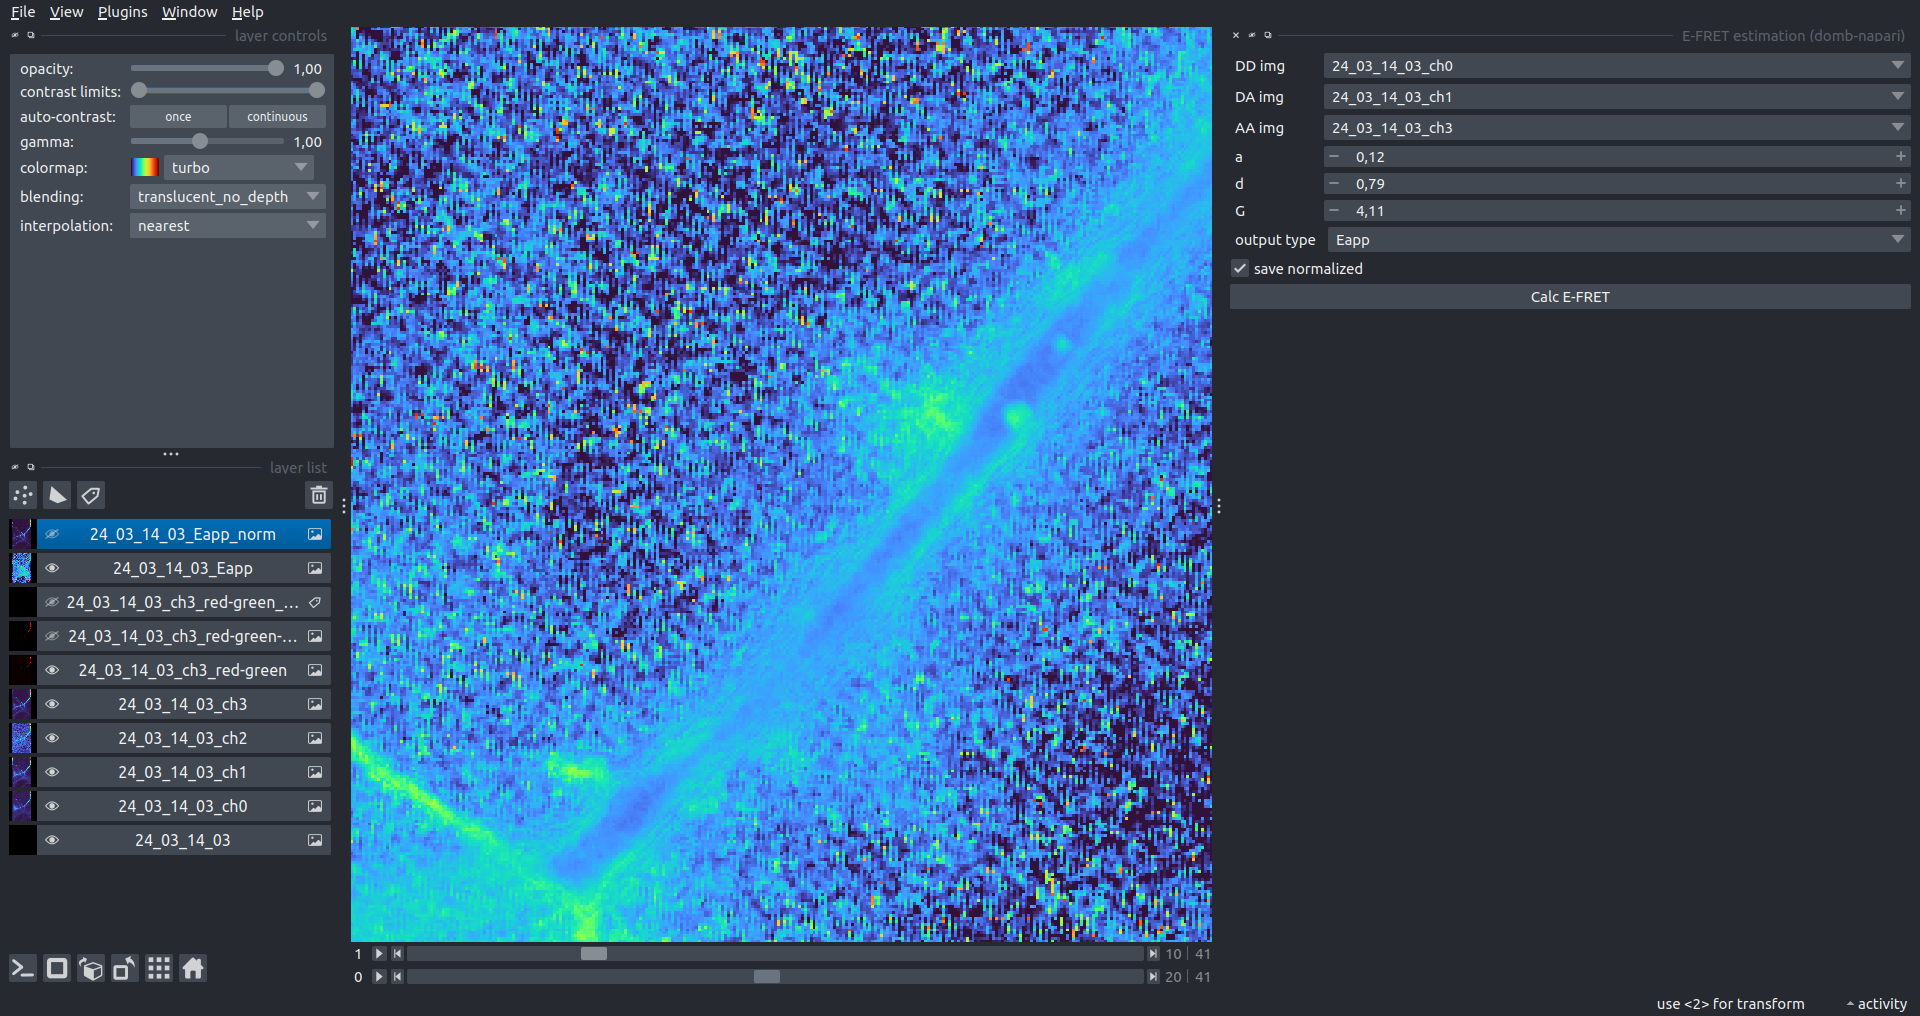 File View Plugins Window Help
layer controls
opacity: 1,00
contrast limits:
auto-contrast: once continuous
gamma: 1,00
colormap: turbo
blending: translucent_no_depth
interpolation: nearest
layer list
24_03_14_03_Eapp_norm
24_03_14_03_Eapp
24_03_14_03_ch3_red-green_...
24_03_14_03_ch3_red-green-...
24_03_14_03_ch3_red-green
24_03_14_03_ch3
24_03_14_03_ch2
24_03_14_03_ch1
24_03_14_03_ch0
24_03_14_03
1 10 41
0 20 41
E-FRET estimation (domb-napari)
DD img 24_03_14_03_ch0
DA img 24_03_14_03_ch1
AA img 24_03_14_03_ch3
a 0,12
d 0,79
G 4,11
output type Eapp
save normalized
Calc E-FRET
use <2> for transform activity